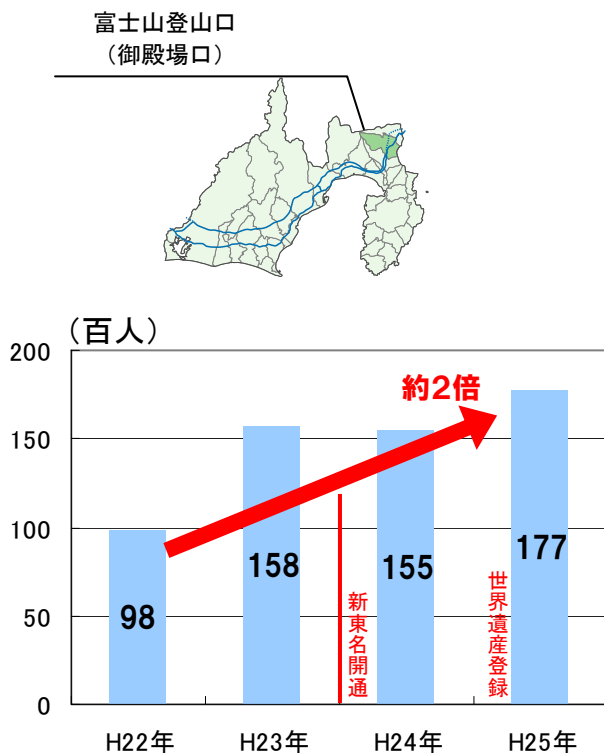 富士山登山口
（御殿場口）
（百人）
200
150
100
50
0
約2倍
98
158
155
177
新東名開通
世界遺産登録
H22年
H23年
H24年
H25年